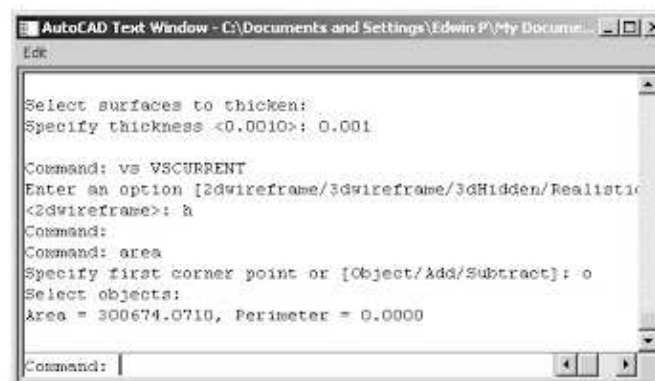 AutoCAD Text Window - C:\Documents and Settings\Edwin P\My Docume...
Edit
Select surfaces to thicken:
Specify thickness <0.0010>: 0.001
Command: vs VSCURRENT
Enter an option [2dwireframe/3dwireframe/3dHidden/Realistic
<2dwireframe>: h
Command:
Command: area
Specify first corner point or [Object/Add/Subtract]: o
Select objects:
Area = 300674.0710, Perimeter = 0.0000
Command: